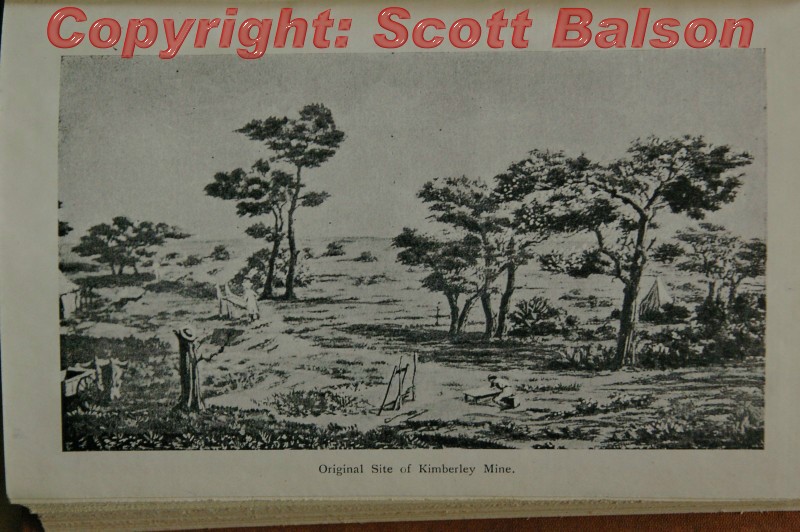 Copyright: Scott Balson
Original Site of Kimberley Mine.